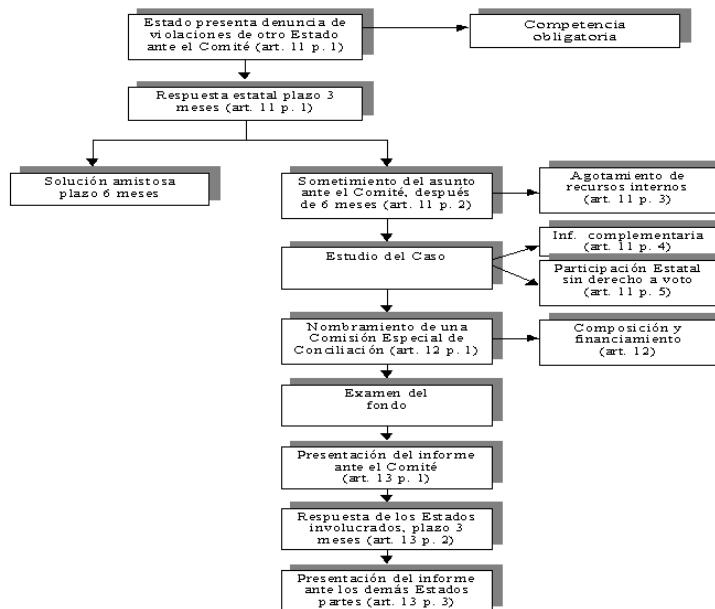 Estado presenta denuncia de
violaciones de otro Estado
ante el Comité (art. 11 p. 1)
Competencia
obligatoria
Respuesta estatal plazo 3
meses (art. 11 p. 1)
Solución amistosa
plazo 6 meses
Sometimiento del asunto
ante el Comité, después
de 6 meses (art. 11 p. 2)
Agotamiento de
recursos internos
(art. 11 p. 3)
Estudio del Caso
Inf. complementaria
(art. 11 p. 4)
Participación Estatal
sin derecho a voto
(art. 11 p. 5)
Nombramiento de una
Comisión Especial de
Conciliación (art. 12 p. 1)
Composición y
financiamiento
(art. 12)
Examen del
fondo
Presentación del informe
ante el Comité
(art. 13 p. 1)
Respuesta de los Estados
involucrados, plazo 3
meses (art. 13 p. 2)
Presentación del informe
ante los demás Estados
partes (art. 13 p. 3)